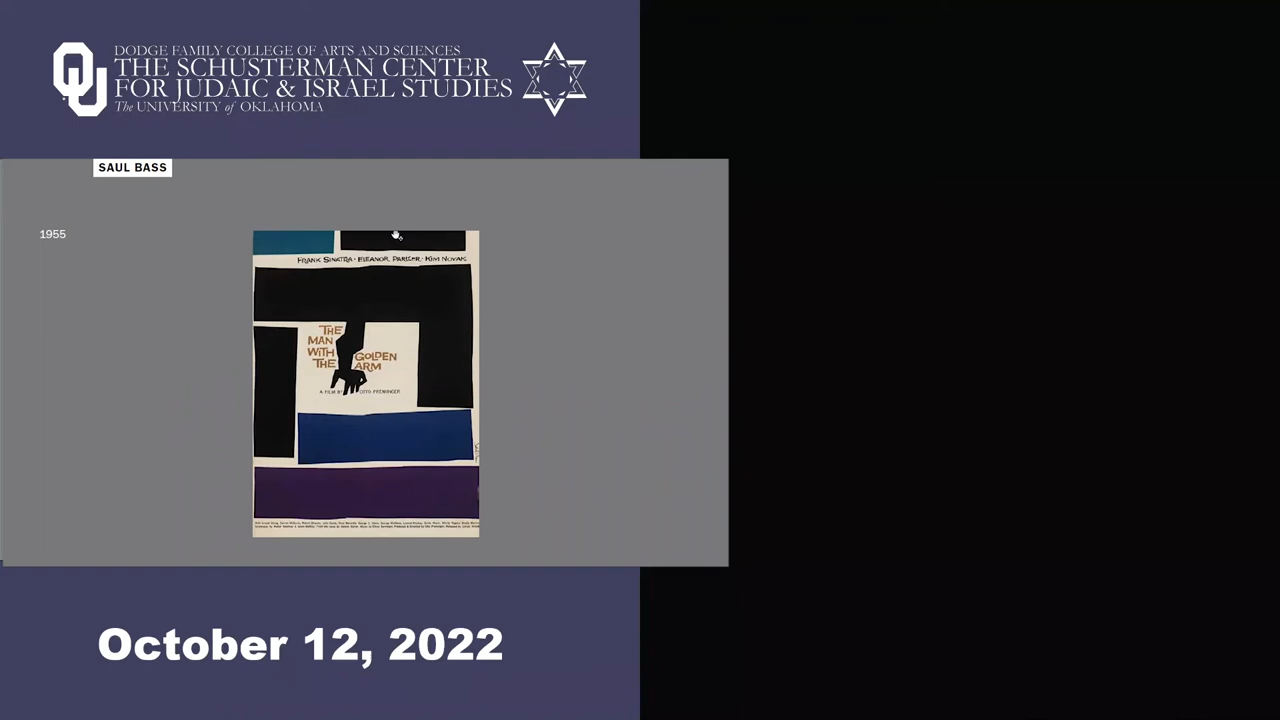 DODGE FAMILY COLLEGE OF ARTS AND SCIENCES
THE SCHUSTERMAN CENTER
FOR JUDAIC & ISRAEL STUDIES
The UNIVERSITY of OKLAHOMA
SAUL BASS
1955
FRANK SINATRA · ELEANOR PARKER · KIM NOVAK
THE
MAN
WITH
THE
GOLDEN
ARM
A FILM BY OTTO PREMINGER
October 12, 2022